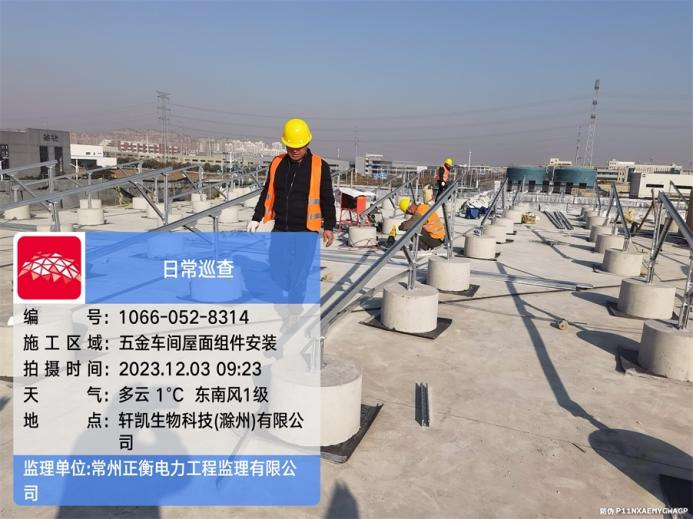 日常巡查
编 号：1066-052-8314
施工区域：五金车间屋面组件安装
拍摄时间：2023.12.03 09:23
天 气：多云 1℃ 东南风1级
地 点：轩凯生物科技(滁州)有限公
司
监理单位:常州正衡电力工程监理有限公
司
防伪 P11NXAEMYGWAGP